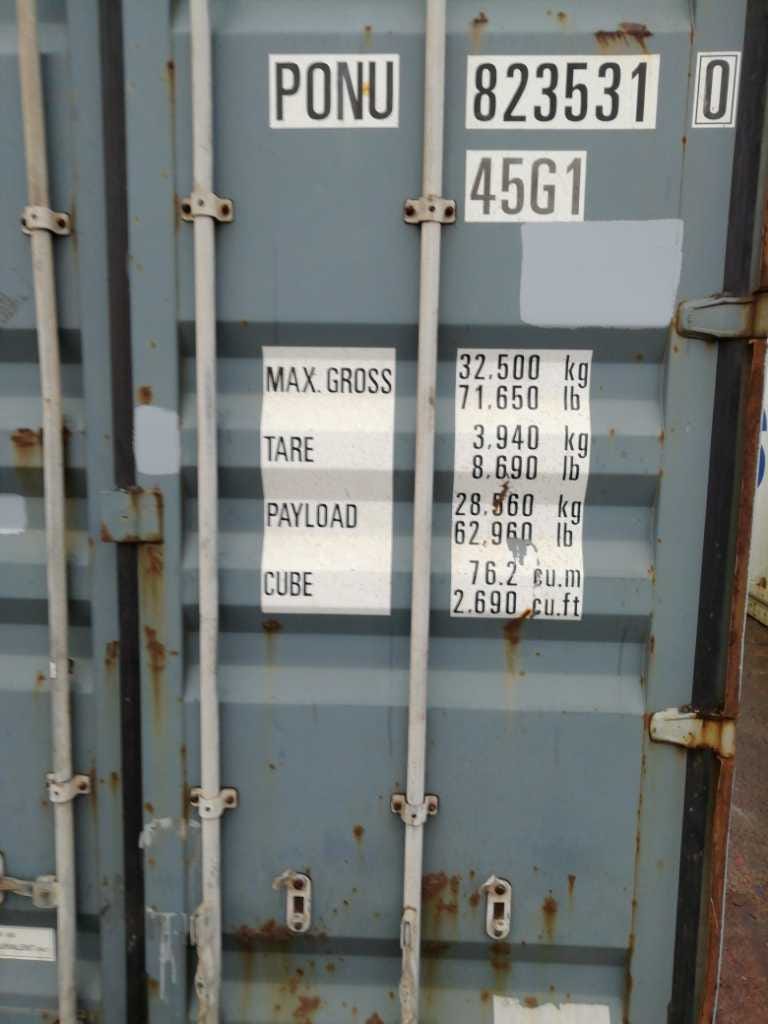 PONU 823531 0
45G1
MAX. GROSS 32.500 kg
71.650 lb
TARE 3.940 kg
8.690 lb
PAYLOAD 28.560 kg
62.960 lb
CUBE 76.2 cu.m
2.690 cu.ft